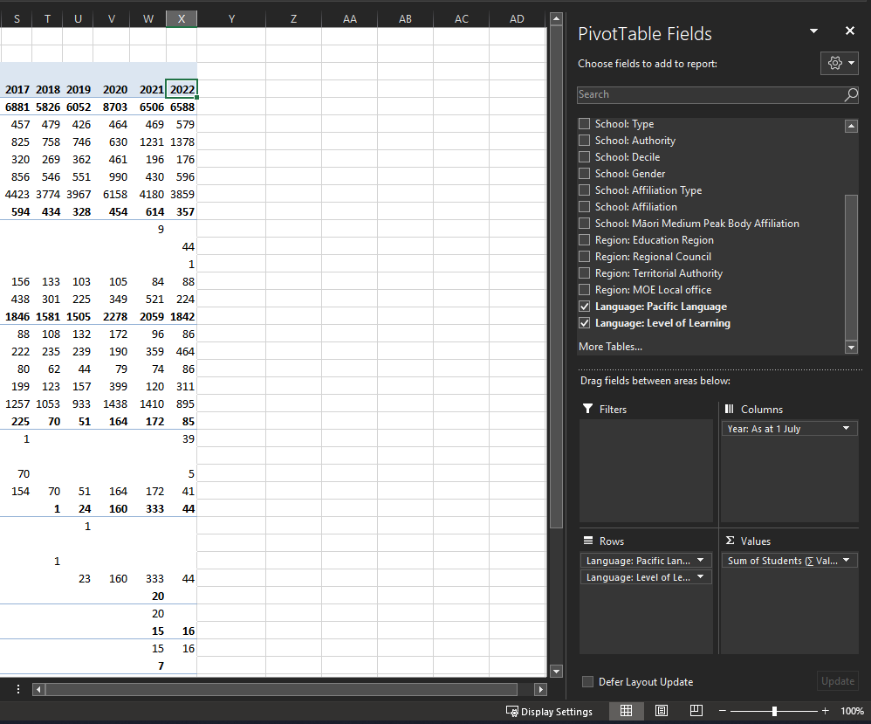 S T U V W X Y Z AA AB AC AD
2017 2018 2019 2020 2021 2022
6881 5826 6052 8703 6506 6588
457 479 426 464 469 579
825 758 746 630 1231 1378
320 269 362 461 196 176
856 546 551 990 430 596
4423 3774 3967 6158 4180 3859
594 434 328 454 614 357
9
44
1
156 133 103 105 84 88
438 301 225 349 521 224
1846 1581 1505 2278 2059 1842
88 108 132 172 96 86
222 235 239 190 359 464
80 62 44 79 74 86
199 123 157 399 120 311
1257 1053 933 1438 1410 895
225 70 51 164 172 85
1 39
70 5
154 70 51 164 172 41
1 24 160 333 44
1
1
23 160 333 44
20
20
15 16
15 16
7
PivotTable Fields
Choose fields to add to report:
Search
School: Type
School: Authority
School: Decile
School: Gender
School: Affiliation Type
School: Affiliation
School: Māori Medium Peak Body Affiliation
Region: Education Region
Region: Regional Council
Region: Territorial Authority
Region: MOE Local office
Language: Pacific Language
Language: Level of Learning
More Tables...
Drag fields between areas below:
Filters
Columns
Year: As at 1 July
Rows
Language: Pacific Lan...
Language: Level of Le...
Σ Values
Sum of Students (∑ Val...
Defer Layout Update
Update
Display Settings
100%